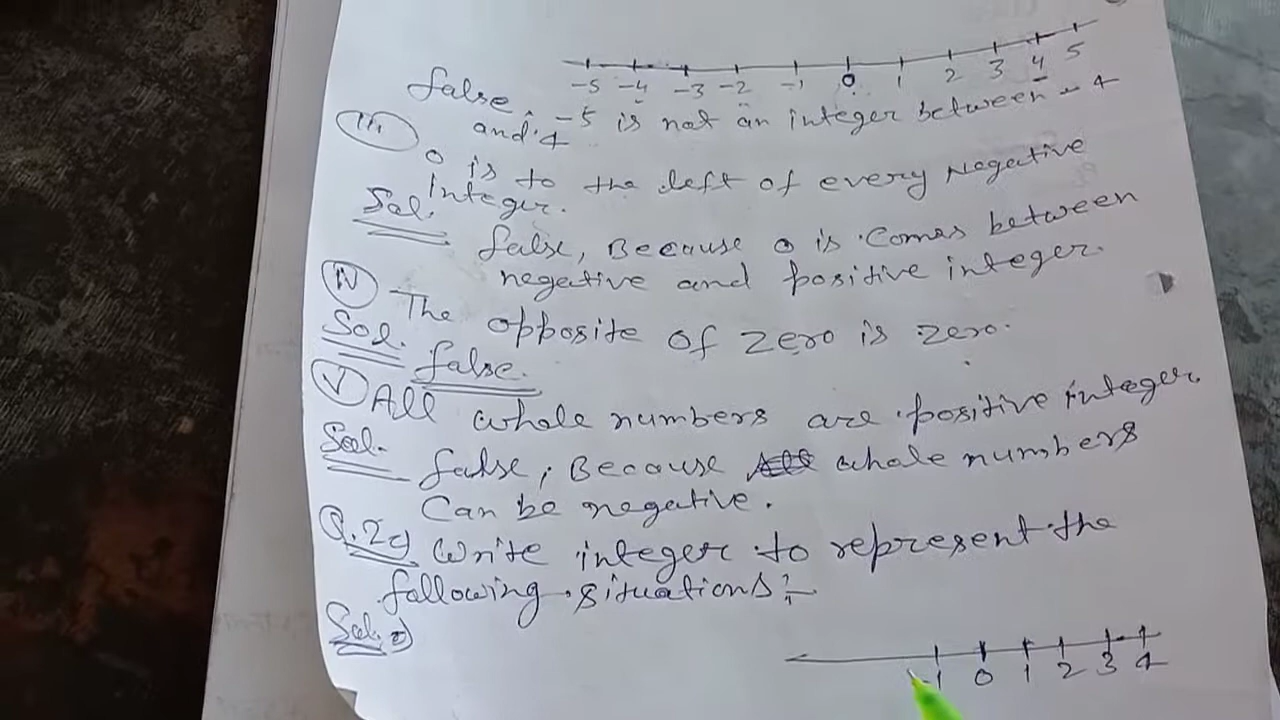 -5 -4 -3 -2 -1 0 1 2 3 4 5
false, -5 is not an integer between - 4
and 4
(iii) 0 is to the left of every Negative
integer.
Sol. false, Because 0 is comes between
negative and positive integer.
(iv) The opposite of zero is zero.
Sol. false.
(v) All whole numbers are positive integer.
Sol. false, Because whole numbers
Can be negative.
Q.2c) Write integer to represent the
following situations:-
Sol.
-1 0 1 2 3 4